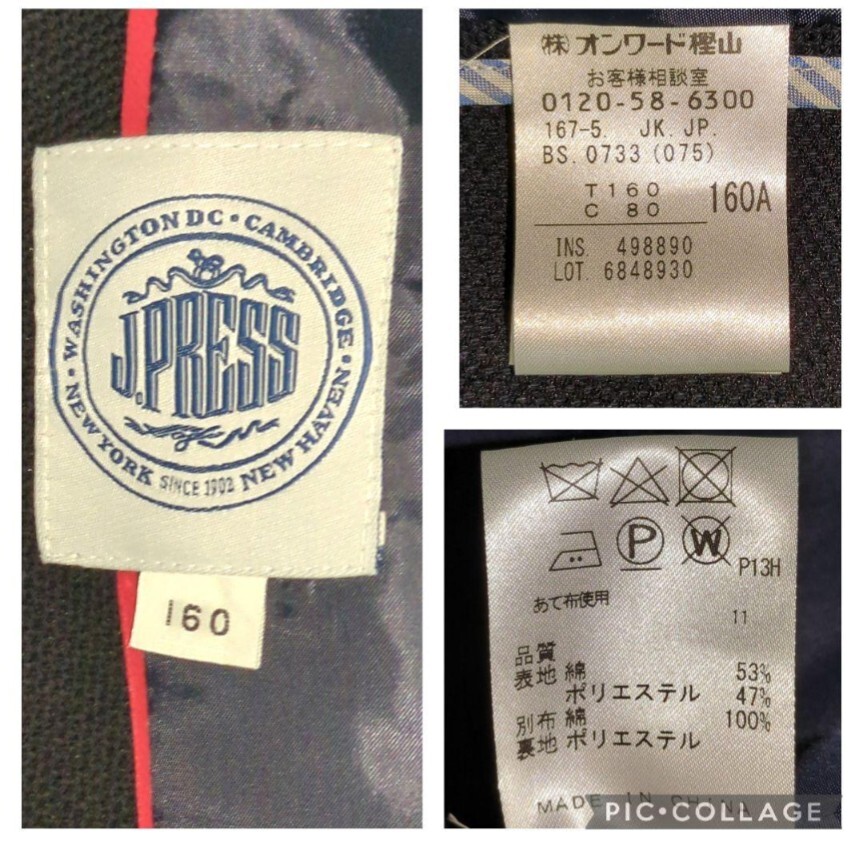 WASHINGTON DC • CAMBRIDGE •
J.PRESS
NEW YORK SINCE 1902 NEW HAVEN
160
㈱オンワード樫山
お客様相談室
0120-58-6300
167-5. JK. JP.
BS. 0733 (075)
T 160
C 80
160A
INS. 498890
LOT. 6848930
P
W
P13H
あて布使用
11
品質
表地 綿 53%
ポリエステル 47%
別布 綿 100%
裏地 ポリエステル
MADE IN CHINA
PIC•COLLAGE